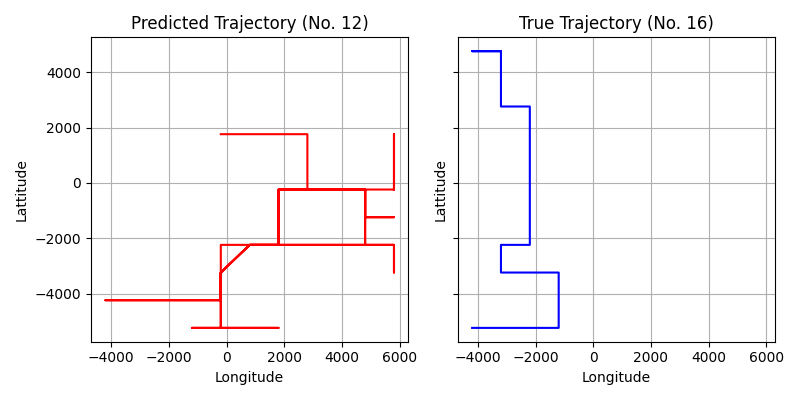 Predicted Trajectory (No. 12)
True Trajectory (No. 16)
Lattitude
4000
2000
0
−2000
−4000
−4000 −2000 0 2000 4000 6000
Longitude
Lattitude
−4000 −2000 0 2000 4000 6000
Longitude